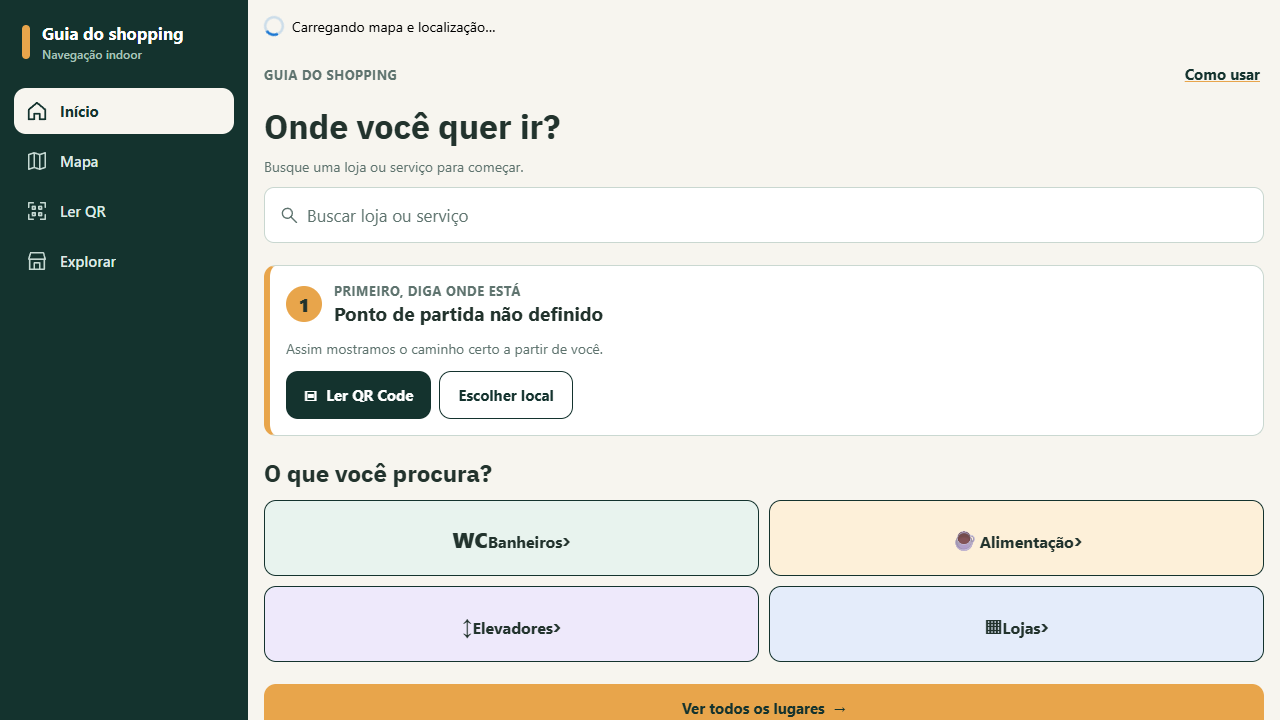 Guia do shopping
Navegação indoor
Início
Mapa
Ler QR
Explorar
Carregando mapa e localização...
GUIA DO SHOPPING
Como usar
Onde você quer ir?
Busque uma loja ou serviço para começar.
Buscar loja ou serviço
1
PRIMEIRO, DIGA ONDE ESTÁ
Ponto de partida não definido
Assim mostramos o caminho certo a partir de você.
Ler QR Code
Escolher local
O que você procura?
WC Banheiros›
Alimentação›
↕Elevadores›
▦Lojas›
Ver todos os lugares →